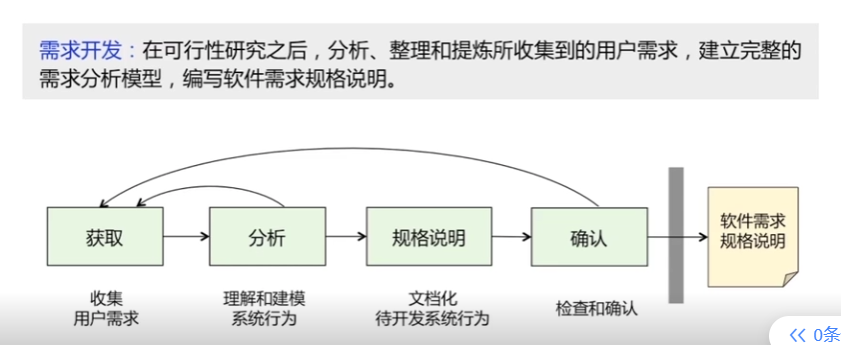 需求开发：在可行性研究之后，分析、整理和提炼所收集到的用户需求，建立完整的
需求分析模型，编写软件需求规格说明。
获取
分析
规格说明
确认
软件需求
规格说明
收集
用户需求
理解和建模
系统行为
文档化
待开发系统行为
检查和确认
0条